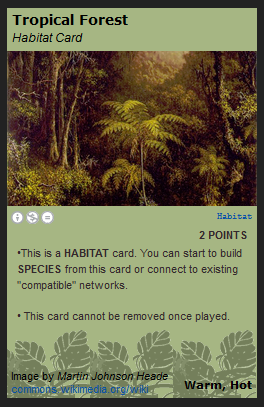 Tropical Forest
Habitat Card
Habitat
2 POINTS
•This is a HABITAT card. You can start to build
SPECIES from this card or connect to existing
"compatible" networks.
• This card cannot be removed once played.
Image by Martin Johnson Heade
commons.wikimedia.org/wiki
Warm, Hot